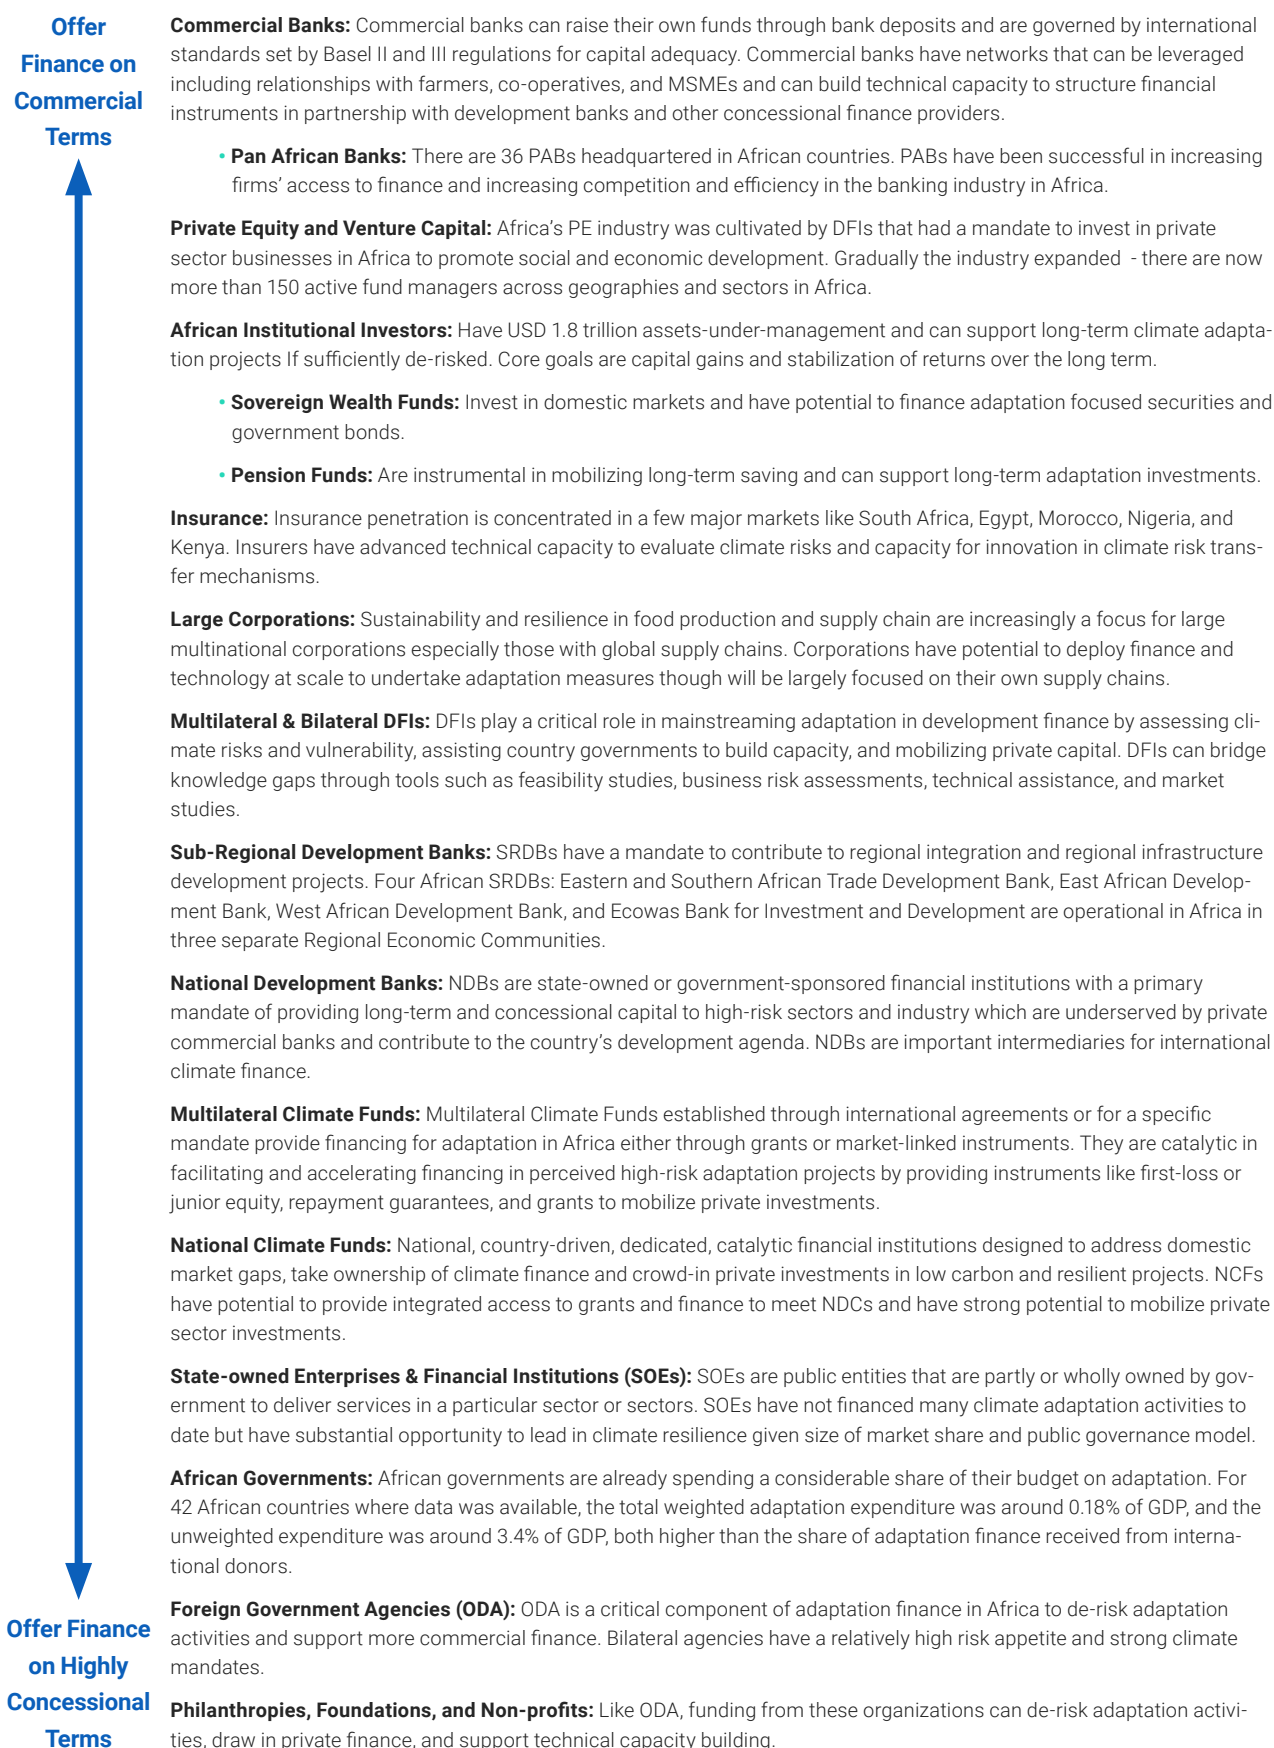 Offer
Finance on
Commercial
Terms
Commercial Banks: Commercial banks can raise their own funds through bank deposits and are governed by international
standards set by Basel II and III regulations for capital adequacy. Commercial banks have networks that can be leveraged
including relationships with farmers, co-operatives, and MSMEs and can build technical capacity to structure financial
instruments in partnership with development banks and other concessional finance providers.
• Pan African Banks: There are 36 PABs headquartered in African countries. PABs have been successful in increasing
firms' access to finance and increasing competition and efficiency in the banking industry in Africa.
Private Equity and Venture Capital: Africa's PE industry was cultivated by DFIs that had a mandate to invest in private
sector businesses in Africa to promote social and economic development. Gradually the industry expanded  - there are now
more than 150 active fund managers across geographies and sectors in Africa.
African Institutional Investors: Have USD 1.8 trillion assets-under-management and can support long-term climate adapta-
tion projects If sufficiently de-risked. Core goals are capital gains and stabilization of returns over the long term.
• Sovereign Wealth Funds: Invest in domestic markets and have potential to finance adaptation focused securities and
government bonds.
• Pension Funds: Are instrumental in mobilizing long-term saving and can support long-term adaptation investments.
Insurance: Insurance penetration is concentrated in a few major markets like South Africa, Egypt, Morocco, Nigeria, and
Kenya. Insurers have advanced technical capacity to evaluate climate risks and capacity for innovation in climate risk trans-
fer mechanisms.
Large Corporations: Sustainability and resilience in food production and supply chain are increasingly a focus for large
multinational corporations especially those with global supply chains. Corporations have potential to deploy finance and
technology at scale to undertake adaptation measures though will be largely focused on their own supply chains.
Multilateral & Bilateral DFIs: DFIs play a critical role in mainstreaming adaptation in development finance by assessing cli-
mate risks and vulnerability, assisting country governments to build capacity, and mobilizing private capital. DFIs can bridge
knowledge gaps through tools such as feasibility studies, business risk assessments, technical assistance, and market
studies.
Sub-Regional Development Banks: SRDBs have a mandate to contribute to regional integration and regional infrastructure
development projects. Four African SRDBs: Eastern and Southern African Trade Development Bank, East African Develop-
ment Bank, West African Development Bank, and Ecowas Bank for Investment and Development are operational in Africa in
three separate Regional Economic Communities.
National Development Banks: NDBs are state-owned or government-sponsored financial institutions with a primary
mandate of providing long-term and concessional capital to high-risk sectors and industry which are underserved by private
commercial banks and contribute to the country's development agenda. NDBs are important intermediaries for international
climate finance.
Multilateral Climate Funds: Multilateral Climate Funds established through international agreements or for a specific
mandate provide financing for adaptation in Africa either through grants or market-linked instruments. They are catalytic in
facilitating and accelerating financing in perceived high-risk adaptation projects by providing instruments like first-loss or
junior equity, repayment guarantees, and grants to mobilize private investments.
National Climate Funds: National, country-driven, dedicated, catalytic financial institutions designed to address domestic
market gaps, take ownership of climate finance and crowd-in private investments in low carbon and resilient projects. NCFs
have potential to provide integrated access to grants and finance to meet NDCs and have strong potential to mobilize private
sector investments.
State-owned Enterprises & Financial Institutions (SOEs): SOEs are public entities that are partly or wholly owned by gov-
ernment to deliver services in a particular sector or sectors. SOEs have not financed many climate adaptation activities to
date but have substantial opportunity to lead in climate resilience given size of market share and public governance model.
African Governments: African governments are already spending a considerable share of their budget on adaptation. For
42 African countries where data was available, the total weighted adaptation expenditure was around 0.18% of GDP, and the
unweighted expenditure was around 3.4% of GDP, both higher than the share of adaptation finance received from interna-
tional donors.
Foreign Government Agencies (ODA): ODA is a critical component of adaptation finance in Africa to de-risk adaptation
activities and support more commercial finance. Bilateral agencies have a relatively high risk appetite and strong climate
mandates.
Philanthropies, Foundations, and Non-profits: Like ODA, funding from these organizations can de-risk adaptation activi-
ties, draw in private finance, and support technical capacity building.
Offer Finance
on Highly
Concessional
Terms